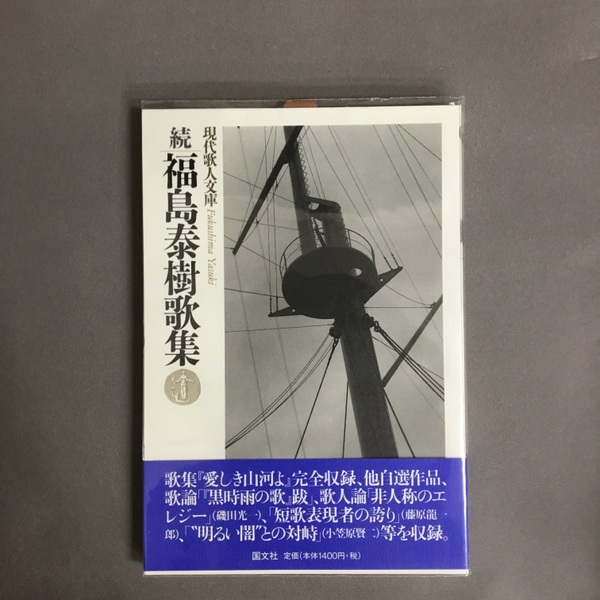 現代歌人文庫
Fukushima Yasuki
続
福島泰樹歌集
歌集『愛しき山河よ』完全収録、他自選作品、
歌論「『黒時雨の歌』跋」、歌人論「非人称のエ
レジー」(磯田光一)、「短歌表現者の誇り」(藤原龍一
郎)、「“明るい闇”との対峙」(小笠原賢二)等を収録。
国文社 定価(本体1400円+税)